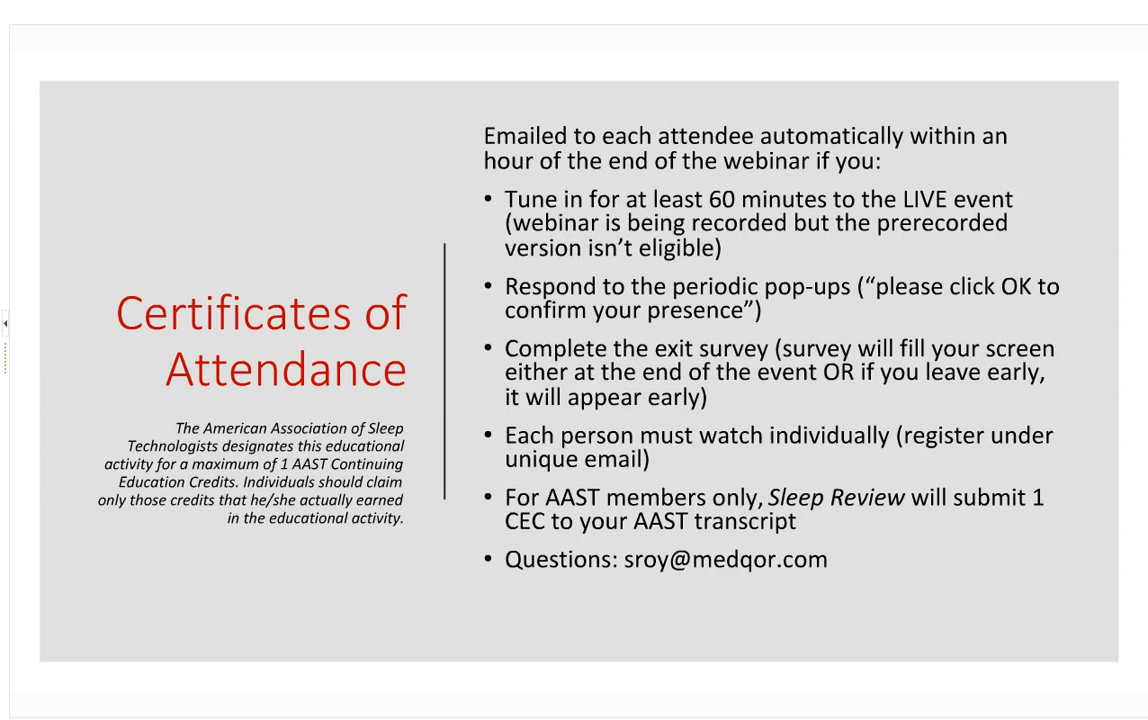 Certificates of
Attendance
The American Association of Sleep
Technologists designates this educational
activity for a maximum of 1 AAST Continuing
Education Credits. Individuals should claim
only those credits that he/she actually earned
in the educational activity.
Emailed to each attendee automatically within an
hour of the end of the webinar if you:
• Tune in for at least 60 minutes to the LIVE event
(webinar is being recorded but the prerecorded
version isn’t eligible)
• Respond to the periodic pop-ups (“please click OK to
confirm your presence”)
• Complete the exit survey (survey will fill your screen
either at the end of the event OR if you leave early,
it will appear early)
• Each person must watch individually (register under
unique email)
• For AAST members only, Sleep Review will submit 1
CEC to your AAST transcript
• Questions: sroy@medqor.com